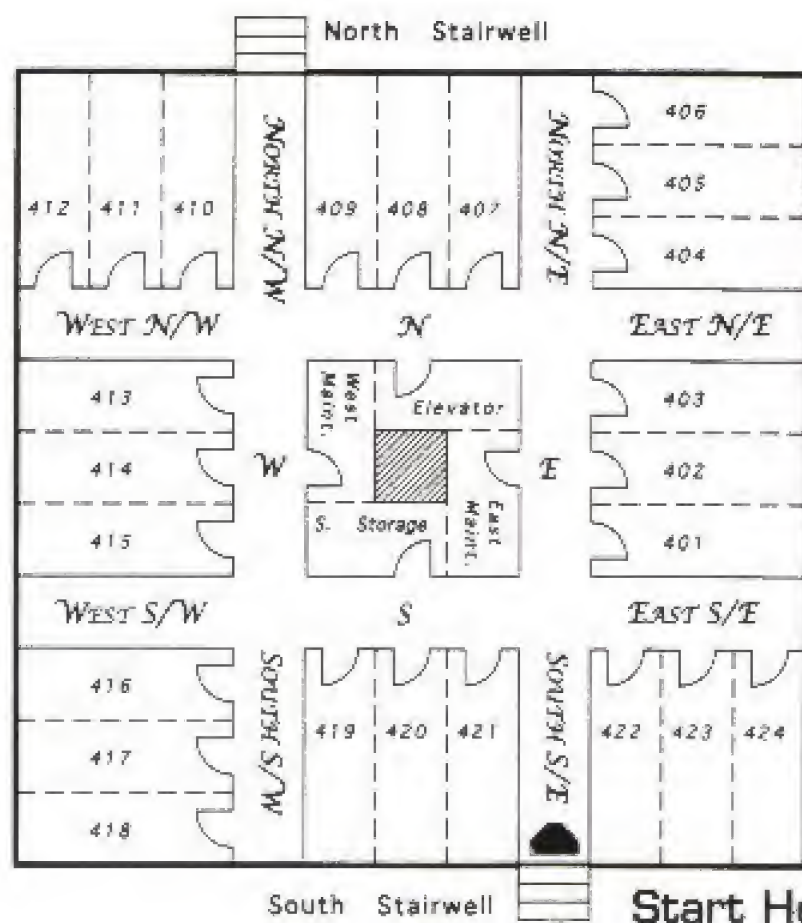 North Stairwell
NORTH N/W
NORTH N/E
406
405
404
412 411 410 409 408 407
WEST N/W N EAST N/E
413
414
415
W
West Maint.
Elevator
S. Storage
East Maint.
E
403
402
401
WEST S/W S EAST S/E
416
417
418
SOUTH S/W
419 420 421
SOUTH S/E
422 423 424
South Stairwell
Start